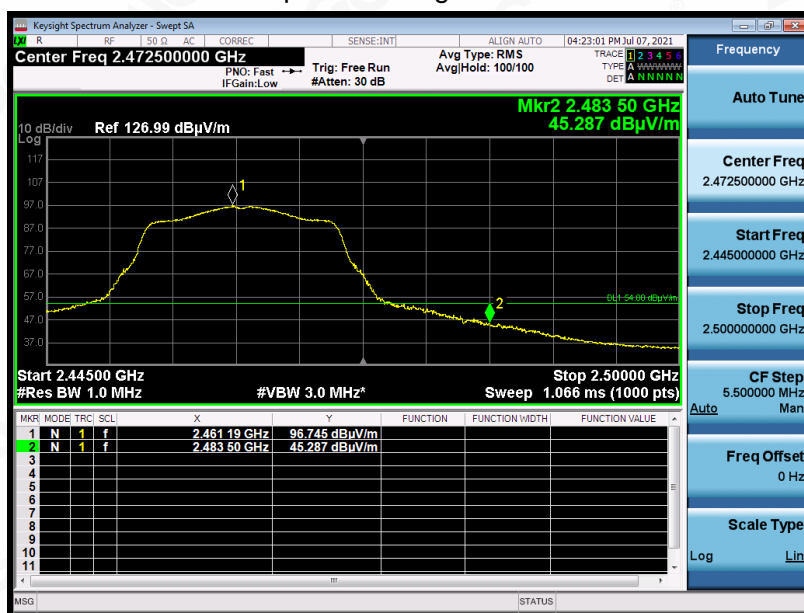 Keysight Spectrum Analyzer - Swept SA
LXI R RF 50 Ω AC CORREC SENSE:INT ALIGN AUTO 04:23:01 PM Jul 07, 2021
Center Freq 2.472500000 GHz
PNO: Fast
IFGain:Low
Trig: Free Run
#Atten: 30 dB
Avg Type: RMS
Avg|Hold: 100/100
TRACE 1 2 3 4 5 6
TYPE A WWWWW
DET A N N N N N
Mkr2 2.483 50 GHz
45.287 dBµV/m
10 dB/div Ref 126.99 dBµV/m
Log
117
107
97.0
87.0
77.0
67.0
57.0
47.0
37.0
1
2
DL1 54.00 dBµV/m
Start 2.44500 GHz Stop 2.50000 GHz
#Res BW 1.0 MHz #VBW 3.0 MHz* Sweep 1.066 ms (1000 pts)
MKR MODE TRC SCL X Y FUNCTION FUNCTION WIDTH FUNCTION VALUE
1 N 1 f 2.461 19 GHz 96.745 dBµV/m
2 N 1 f 2.483 50 GHz 45.287 dBµV/m
3
4
5
6
7
8
9
10
11
MSG STATUS
Frequency
Auto Tune
Center Freq
2.472500000 GHz
Start Freq
2.445000000 GHz
Stop Freq
2.500000000 GHz
CF Step
5.500000 MHz
Auto Man
Freq Offset
0 Hz
Scale Type
Log Lin